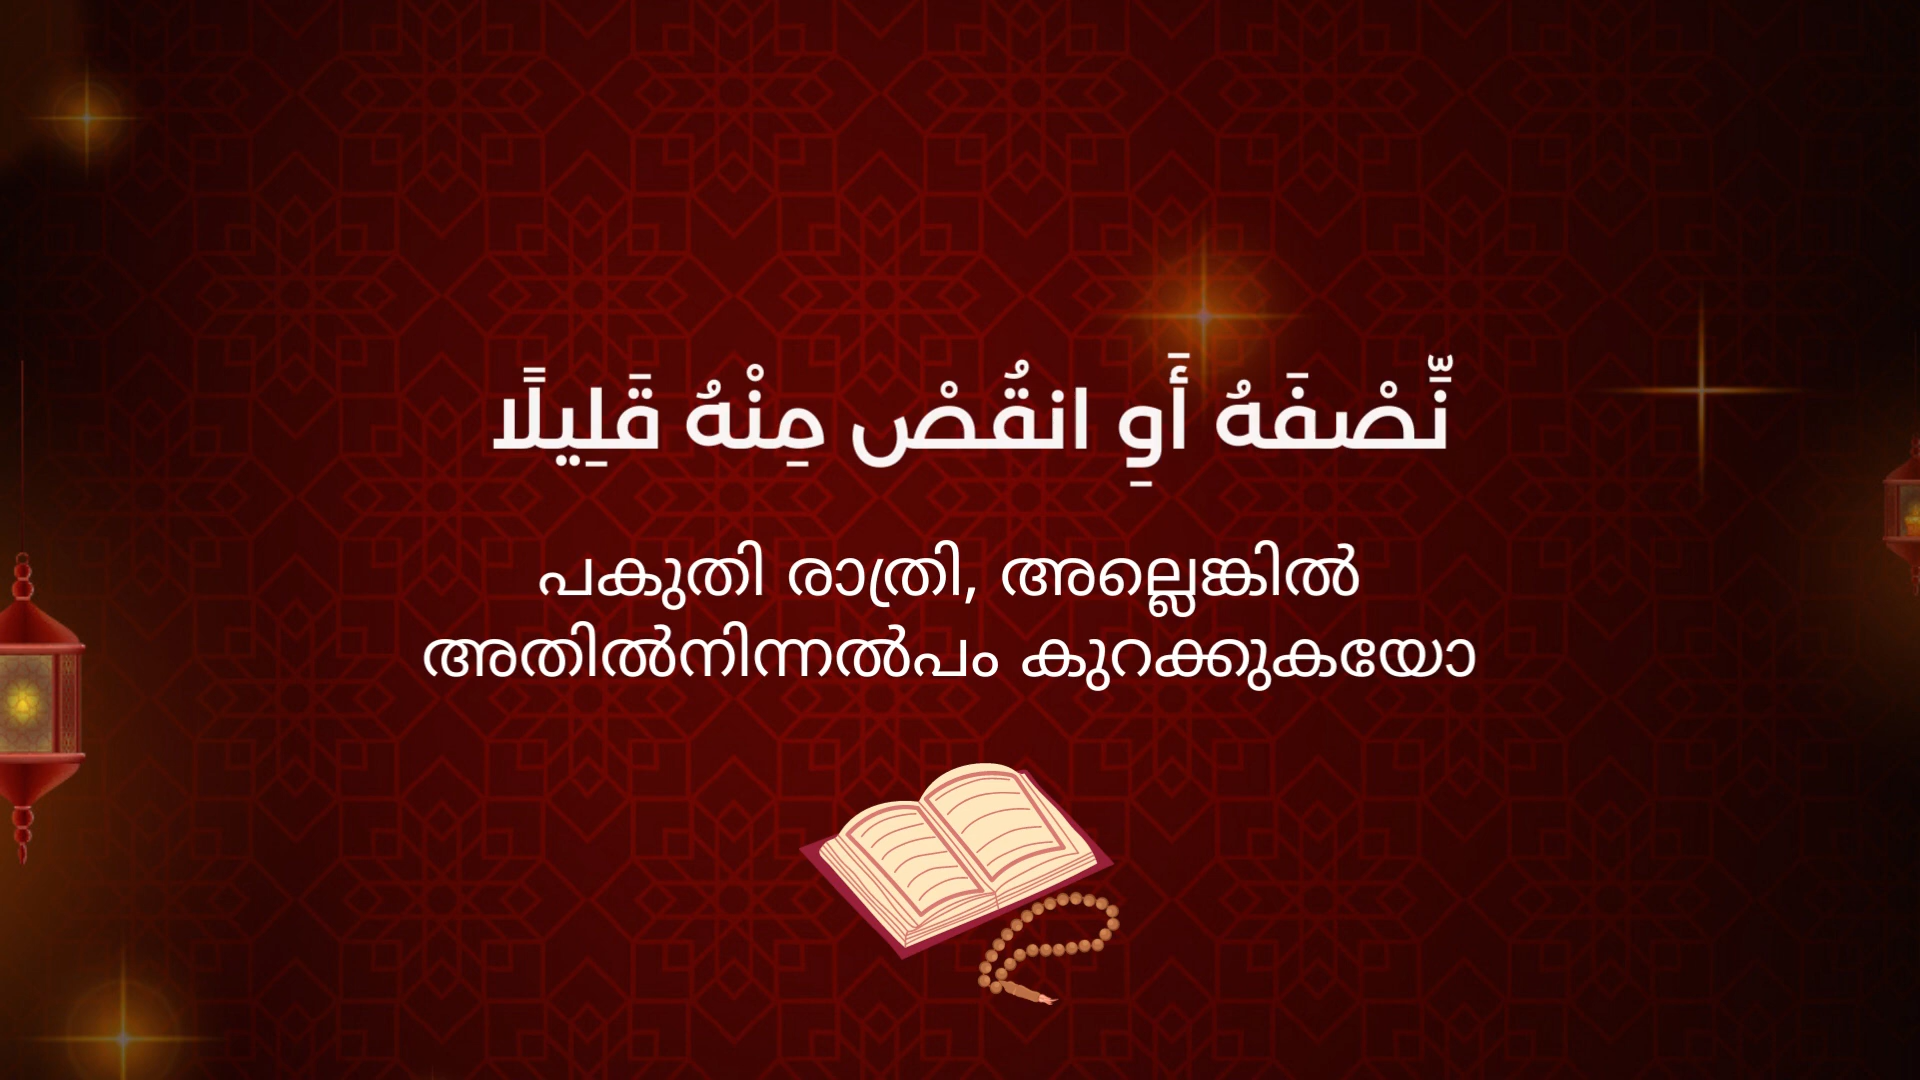 نِّصْفَهُ أَوِ انقُصْ مِنْهُ قَلِيلًا
പകുതി രാത്രി, അല്ലെങ്കിൽ
അതിൽനിന്നൽപം കുറക്കുകയോ